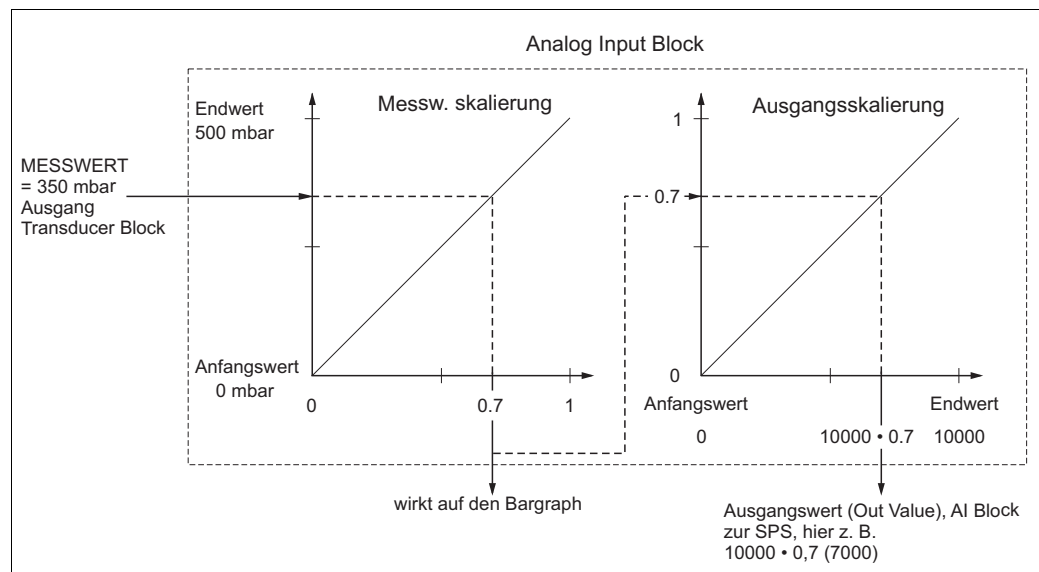 Analog Input Block
Endwert
500 mbar
Messw. skalierung
Ausgangsskalierung
1
MESSWERT
= 350 mbar
Ausgang
Transducer Block
0.7
Anfangswert
0 mbar
0
0.7
1
0
Anfangswert
Endwert
0
10000 • 0.7
10000
wirkt auf den Bargraph
Ausgangswert (Out Value), AI Block
zur SPS, hier z. B.
10000 • 0,7 (7000)